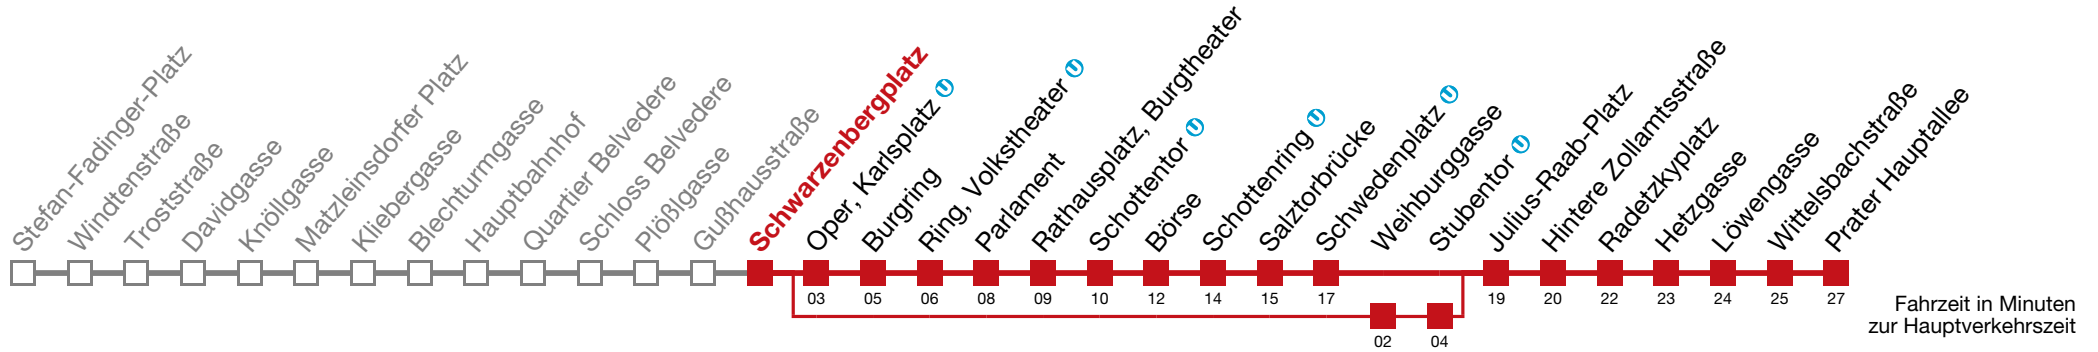 Stefan-Fadinger-Platz
Windtenstraße
Troststraße
Davidgasse
Knöllgasse
Matzleinsdorfer Platz
Kliebergasse
Blechturmgasse
Hauptbahnhof
Quartier Belvedere
Schloss Belvedere
Plößlgasse
Gußhausstraße
Schwarzenbergplatz
Oper, Karlsplatz U
Burgring
Ring, Volkstheater U
Parlament
Rathausplatz, Burgtheater
Schottentor U
Börse
Schottenring U
Salztorbrücke
Schwedenplatz U
Weihburggasse
Stubentor U
Julius-Raab-Platz
Hintere Zollamtsstraße
Radetzkyplatz
Hetzgasse
Löwengasse
Wittelsbachstraße
Prater Hauptallee
03 05 06 08 09 10 12 14 15 17 19 20 22 23 24 25 27
02 04
Fahrzeit in Minuten
zur Hauptverkehrszeit